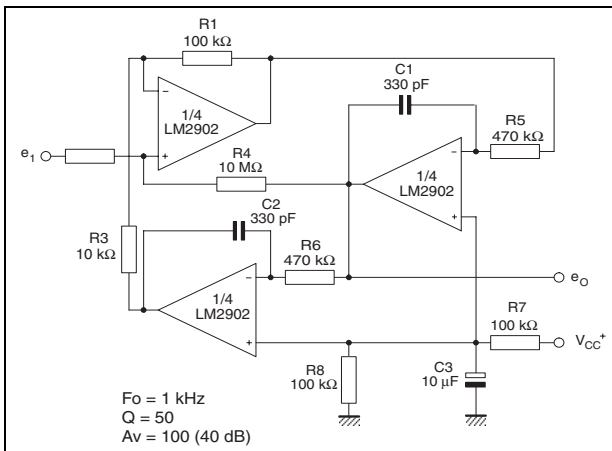 R1
100 kΩ
C1
330 pF
1/4
LM2902
R5
470 kΩ
e1
R4
10 MΩ
1/4
LM2902
C2
330 pF
R3
10 kΩ
R6
470 kΩ
1/4
LM2902
eO
R7
100 kΩ
VCC+
R8
100 kΩ
C3
10 μF
Fo = 1 kHz
Q = 50
Av = 100 (40 dB)